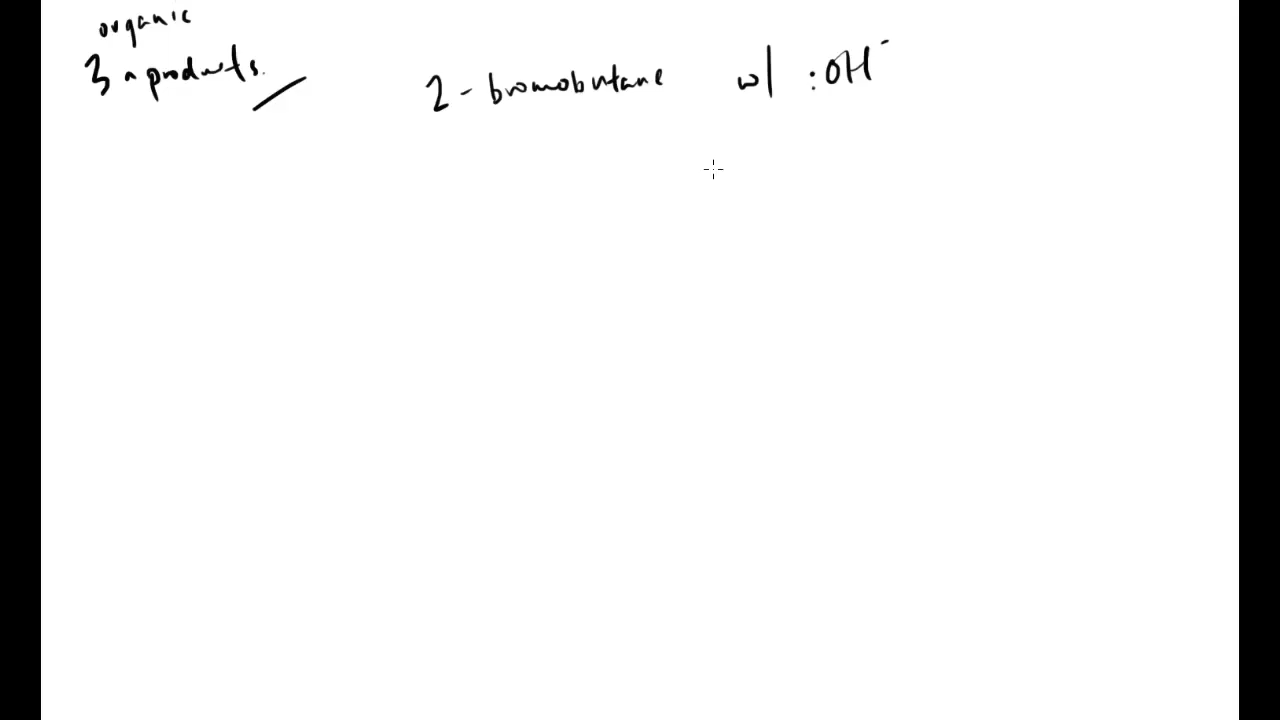 organic
3 ^ products.
2 - bromobutane w/ :OH⁻